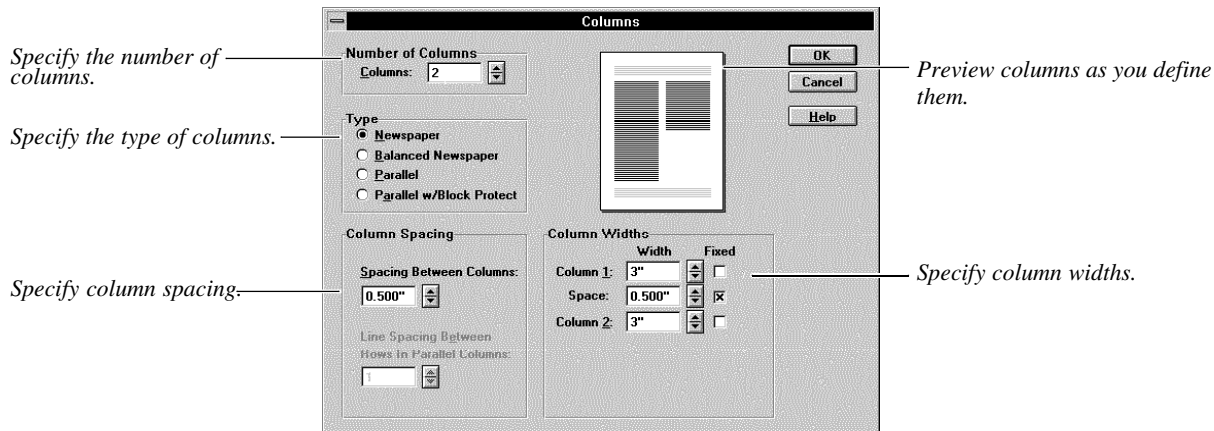 Columns
Specify the number of
columns.
Number of Columns
Columns: 2
OK
Cancel
Help
Preview columns as you define
them.
Specify the type of columns.
Type
Newspaper
Balanced Newspaper
Parallel
Parallel w/Block Protect
Column Spacing
Spacing Between Columns:
0.500"
Specify column spacing.
Line Spacing Between
Rows In Parallel Columns:
1
Column Widths
Width Fixed
Column 1: 3"
Space: 0.500"
Column 2: 3"
Specify column widths.